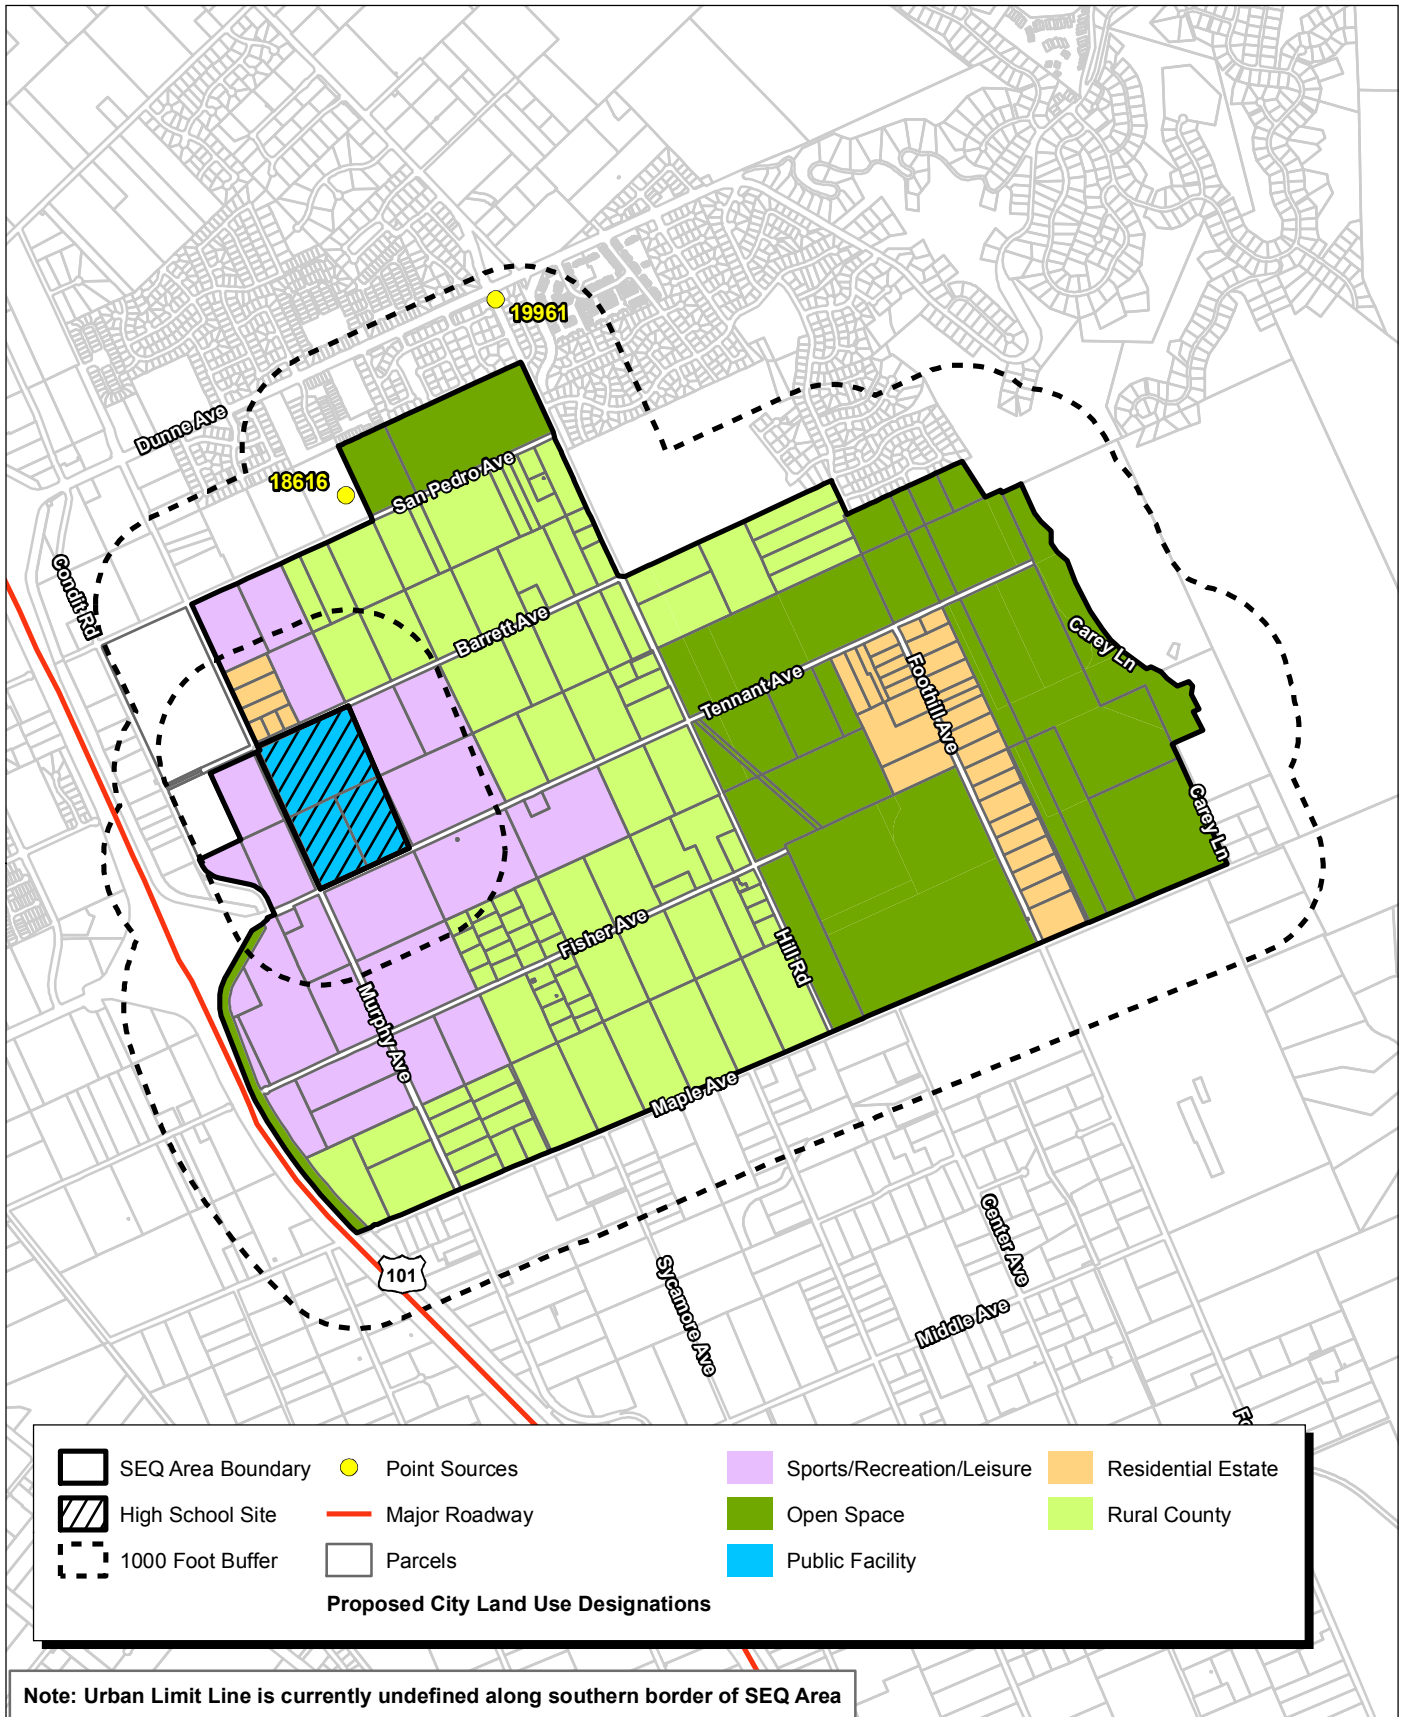 19961
Dunne Ave
18616
San Pedro Ave
Condit Rd
Barrett Ave
Carey Ln
Tennant Ave
Foothill Ave
Carey Ln
Fisher Ave
Hill Rd
Murphy Ave
Maple Ave
101
Sycamore Ave
Center Ave
Middle Ave
SEQ Area Boundary
High School Site
1000 Foot Buffer
Point Sources
Major Roadway
Parcels
Proposed City Land Use Designations
Sports/Recreation/Leisure
Open Space
Public Facility
Residential Estate
Rural County
Note: Urban Limit Line is currently undefined along southern border of SEQ Area